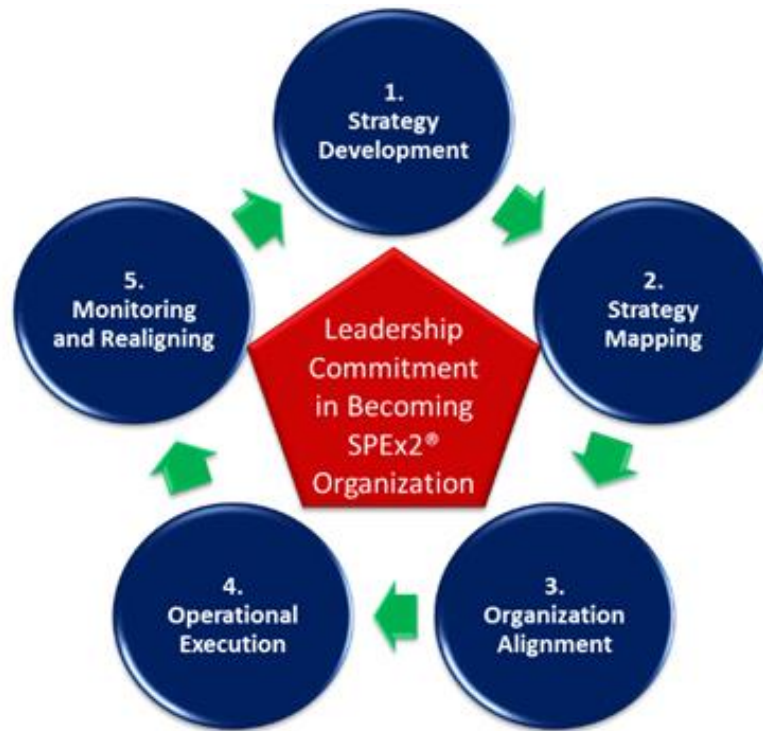 1.
Strategy
Development
2.
Strategy
Mapping
3.
Organization
Alignment
4.
Operational
Execution
5.
Monitoring
and Realigning
Leadership
Commitment
in Becoming
SPEx2®
Organization